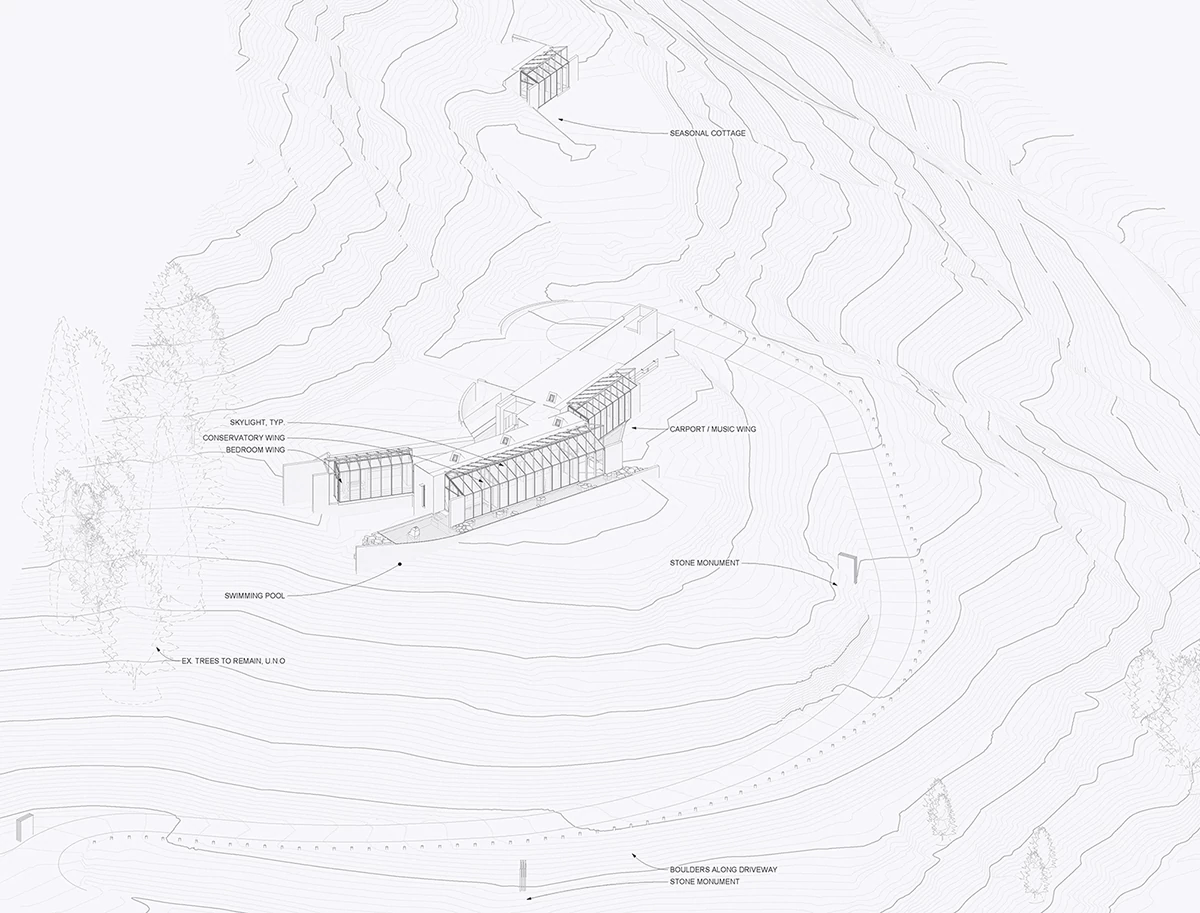 SEASONAL COTTAGE
SKYLIGHT, TYP.
CONSERVATORY WING
BEDROOM WING
CARPORT / MUSIC WING
STONE MONUMENT
SWIMMING POOL
EX. TREES TO REMAIN, U.N.O
BOULDERS ALONG DRIVEWAY
STONE MONUMENT